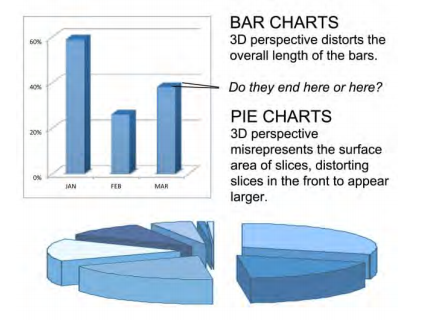 BAR CHARTS
3D perspective distorts the
overall length of the bars.
Do they end here or here?
PIE CHARTS
3D perspective
misrepresents the surface
area of slices, distorting
slices in the front to appear
larger.
60%
40%
20%
0%
JAN FEB MAR